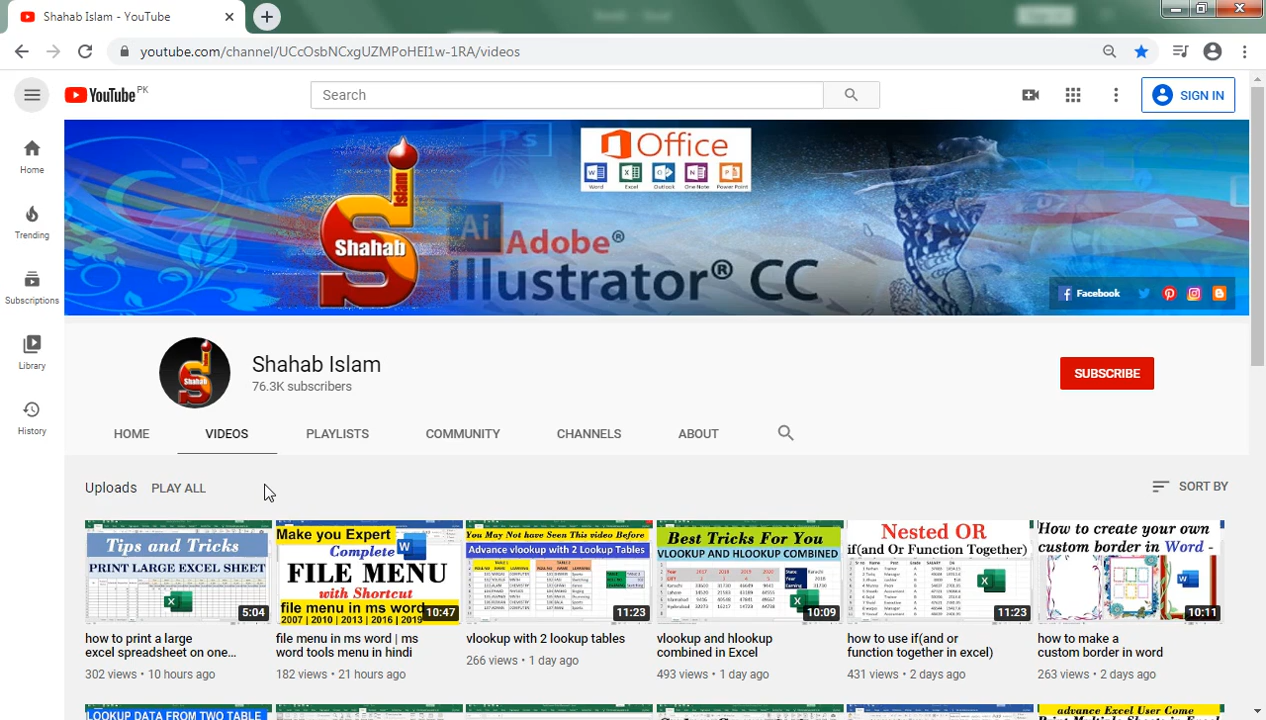 Shahab Islam - YouTube
youtube.com/channel/UCcOsbNCxgUZMPoHEI1w-1RA/videos
YouTube PK
Search
SIGN IN
Home
Trending
Subscriptions
Library
History
Office
Word Excel Outlook One-Note Power Point
Ps
Islam
Shahab
Ai
Adobe®
Illustrator® CC
Facebook
Shahab
Shahab Islam
76.3K subscribers
SUBSCRIBE
HOME VIDEOS PLAYLISTS COMMUNITY CHANNELS ABOUT
Uploads PLAY ALL
SORT BY
Tips and Tricks
PRINT LARGE EXCEL SHEET
5:04
how to print a large
excel spreadsheet on one...
302 views • 10 hours ago
Make you Expert
Complete
FILE MENU
with Shortcut
file menu in ms word
2007 | 2010 | 2013 | 2016 | 2019
10:47
file menu in ms word | ms
word tools menu in hindi
182 views • 21 hours ago
You May Not have Seen This video Before
Advance vlookup with 2 Lookup Tables
11:23
vlookup with 2 lookup tables
266 views • 1 day ago
Best Tricks For You
VLOOKUP AND HLOOKUP COMBINED
10:09
vlookup and hlookup
combined in Excel
493 views • 1 day ago
Nested OR
if(and Or Function Together)
11:23
how to use if(and or
function together in excel)
431 views • 2 days ago
How to create your own
custom border in Word -
10:11
how to make a
custom border in word
263 views • 2 days ago
LOOKUP DATA FROM TWO TABLE
advance Excel User Come